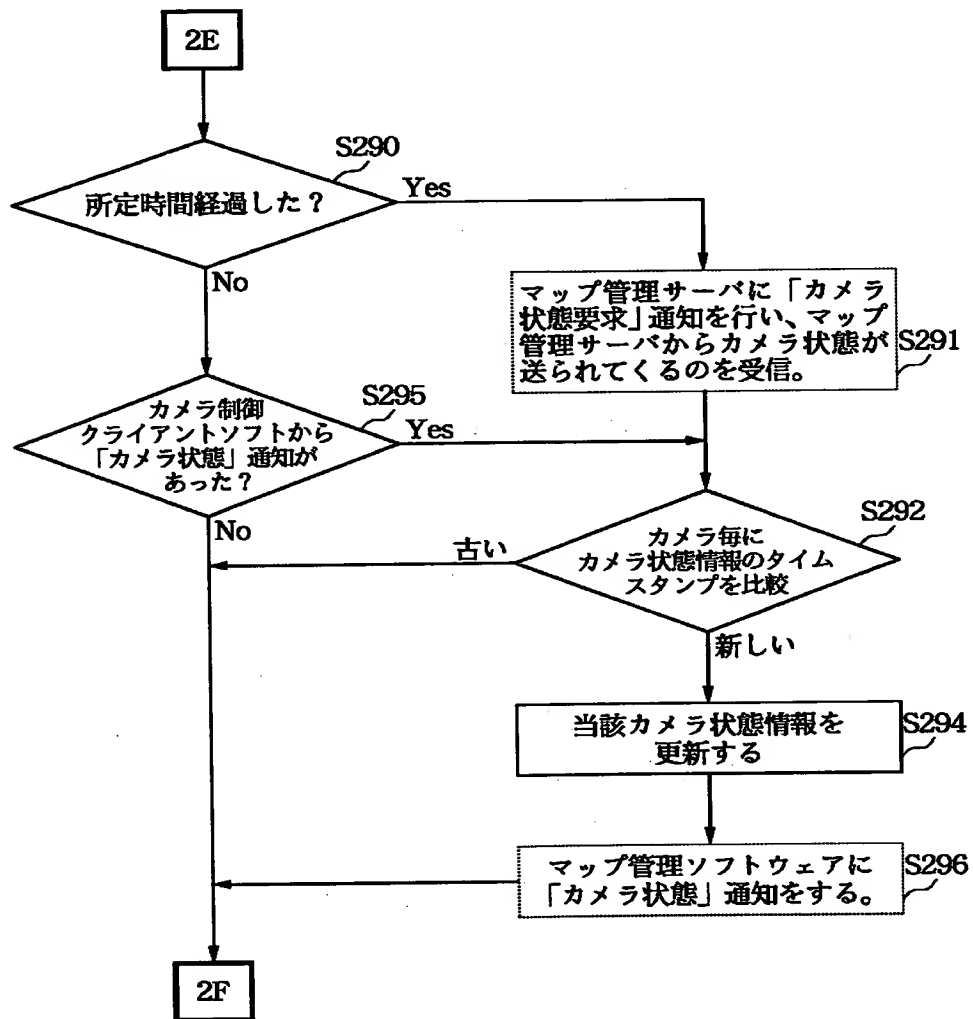 2E
S290
所定時間経過した?
Yes
No
マップ管理サーバに「カメラ
状態要求」通知を行い、マップ
管理サーバからカメラ状態が
送られてくるのを受信。
S291
S295
カメラ制御
クライアントソフトから
「カメラ状態」通知が
あった?
Yes
No
S292
カメラ毎に
カメラ状態情報のタイム
スタンプを比較
古い
新しい
当該カメラ状態情報を
更新する
S294
マップ管理ソフトウェアに
「カメラ状態」通知をする。
S296
2F